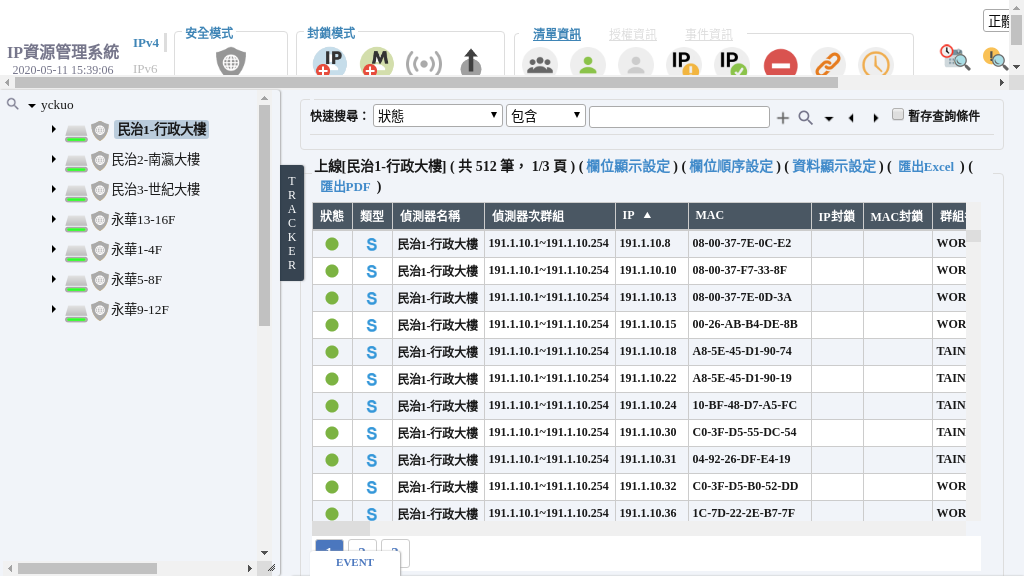 正體
IP資源管理系統
2020-05-11 15:39:06
IPv4
IPv6
安全模式
封鎖模式
IP
M
清單資訊
授權資訊
事件資訊
IP
IP
yckuo
民治1-行政大樓
民治2-南瀛大樓
民治3-世紀大樓
永華13-16F
永華1-4F
永華5-8F
永華9-12F
TRACKER
快速搜尋：
狀態
包含
暫存查詢條件
上線[民治1-行政大樓] ( 共 512 筆， 1/3 頁 ) ( 欄位顯示設定 ) ( 欄位順序設定 ) ( 資料顯示設定 ) ( 匯出Excel ) (
匯出PDF )
狀態 類型 偵測器名稱 偵測器次群組 IP MAC IP封鎖 MAC封鎖 群組
S 民治1-行政大樓 191.1.10.1~191.1.10.254 191.1.10.8 08-00-37-7E-0C-E2 WOR
S 民治1-行政大樓 191.1.10.1~191.1.10.254 191.1.10.10 08-00-37-F7-33-8F WOR
S 民治1-行政大樓 191.1.10.1~191.1.10.254 191.1.10.13 08-00-37-7E-0D-3A WOR
S 民治1-行政大樓 191.1.10.1~191.1.10.254 191.1.10.15 00-26-AB-B4-DE-8B WOR
S 民治1-行政大樓 191.1.10.1~191.1.10.254 191.1.10.18 A8-5E-45-D1-90-74 TAIN
S 民治1-行政大樓 191.1.10.1~191.1.10.254 191.1.10.22 A8-5E-45-D1-90-19 TAIN
S 民治1-行政大樓 191.1.10.1~191.1.10.254 191.1.10.24 10-BF-48-D7-A5-FC TAIN
S 民治1-行政大樓 191.1.10.1~191.1.10.254 191.1.10.30 C0-3F-D5-55-DC-54 TAIN
S 民治1-行政大樓 191.1.10.1~191.1.10.254 191.1.10.31 04-92-26-DF-E4-19 TAIN
S 民治1-行政大樓 191.1.10.1~191.1.10.254 191.1.10.32 C0-3F-D5-B0-52-DD WOR
S 民治1-行政大樓 191.1.10.1~191.1.10.254 191.1.10.36 1C-7D-22-2E-B7-7F WOR
1 2 3
EVENT